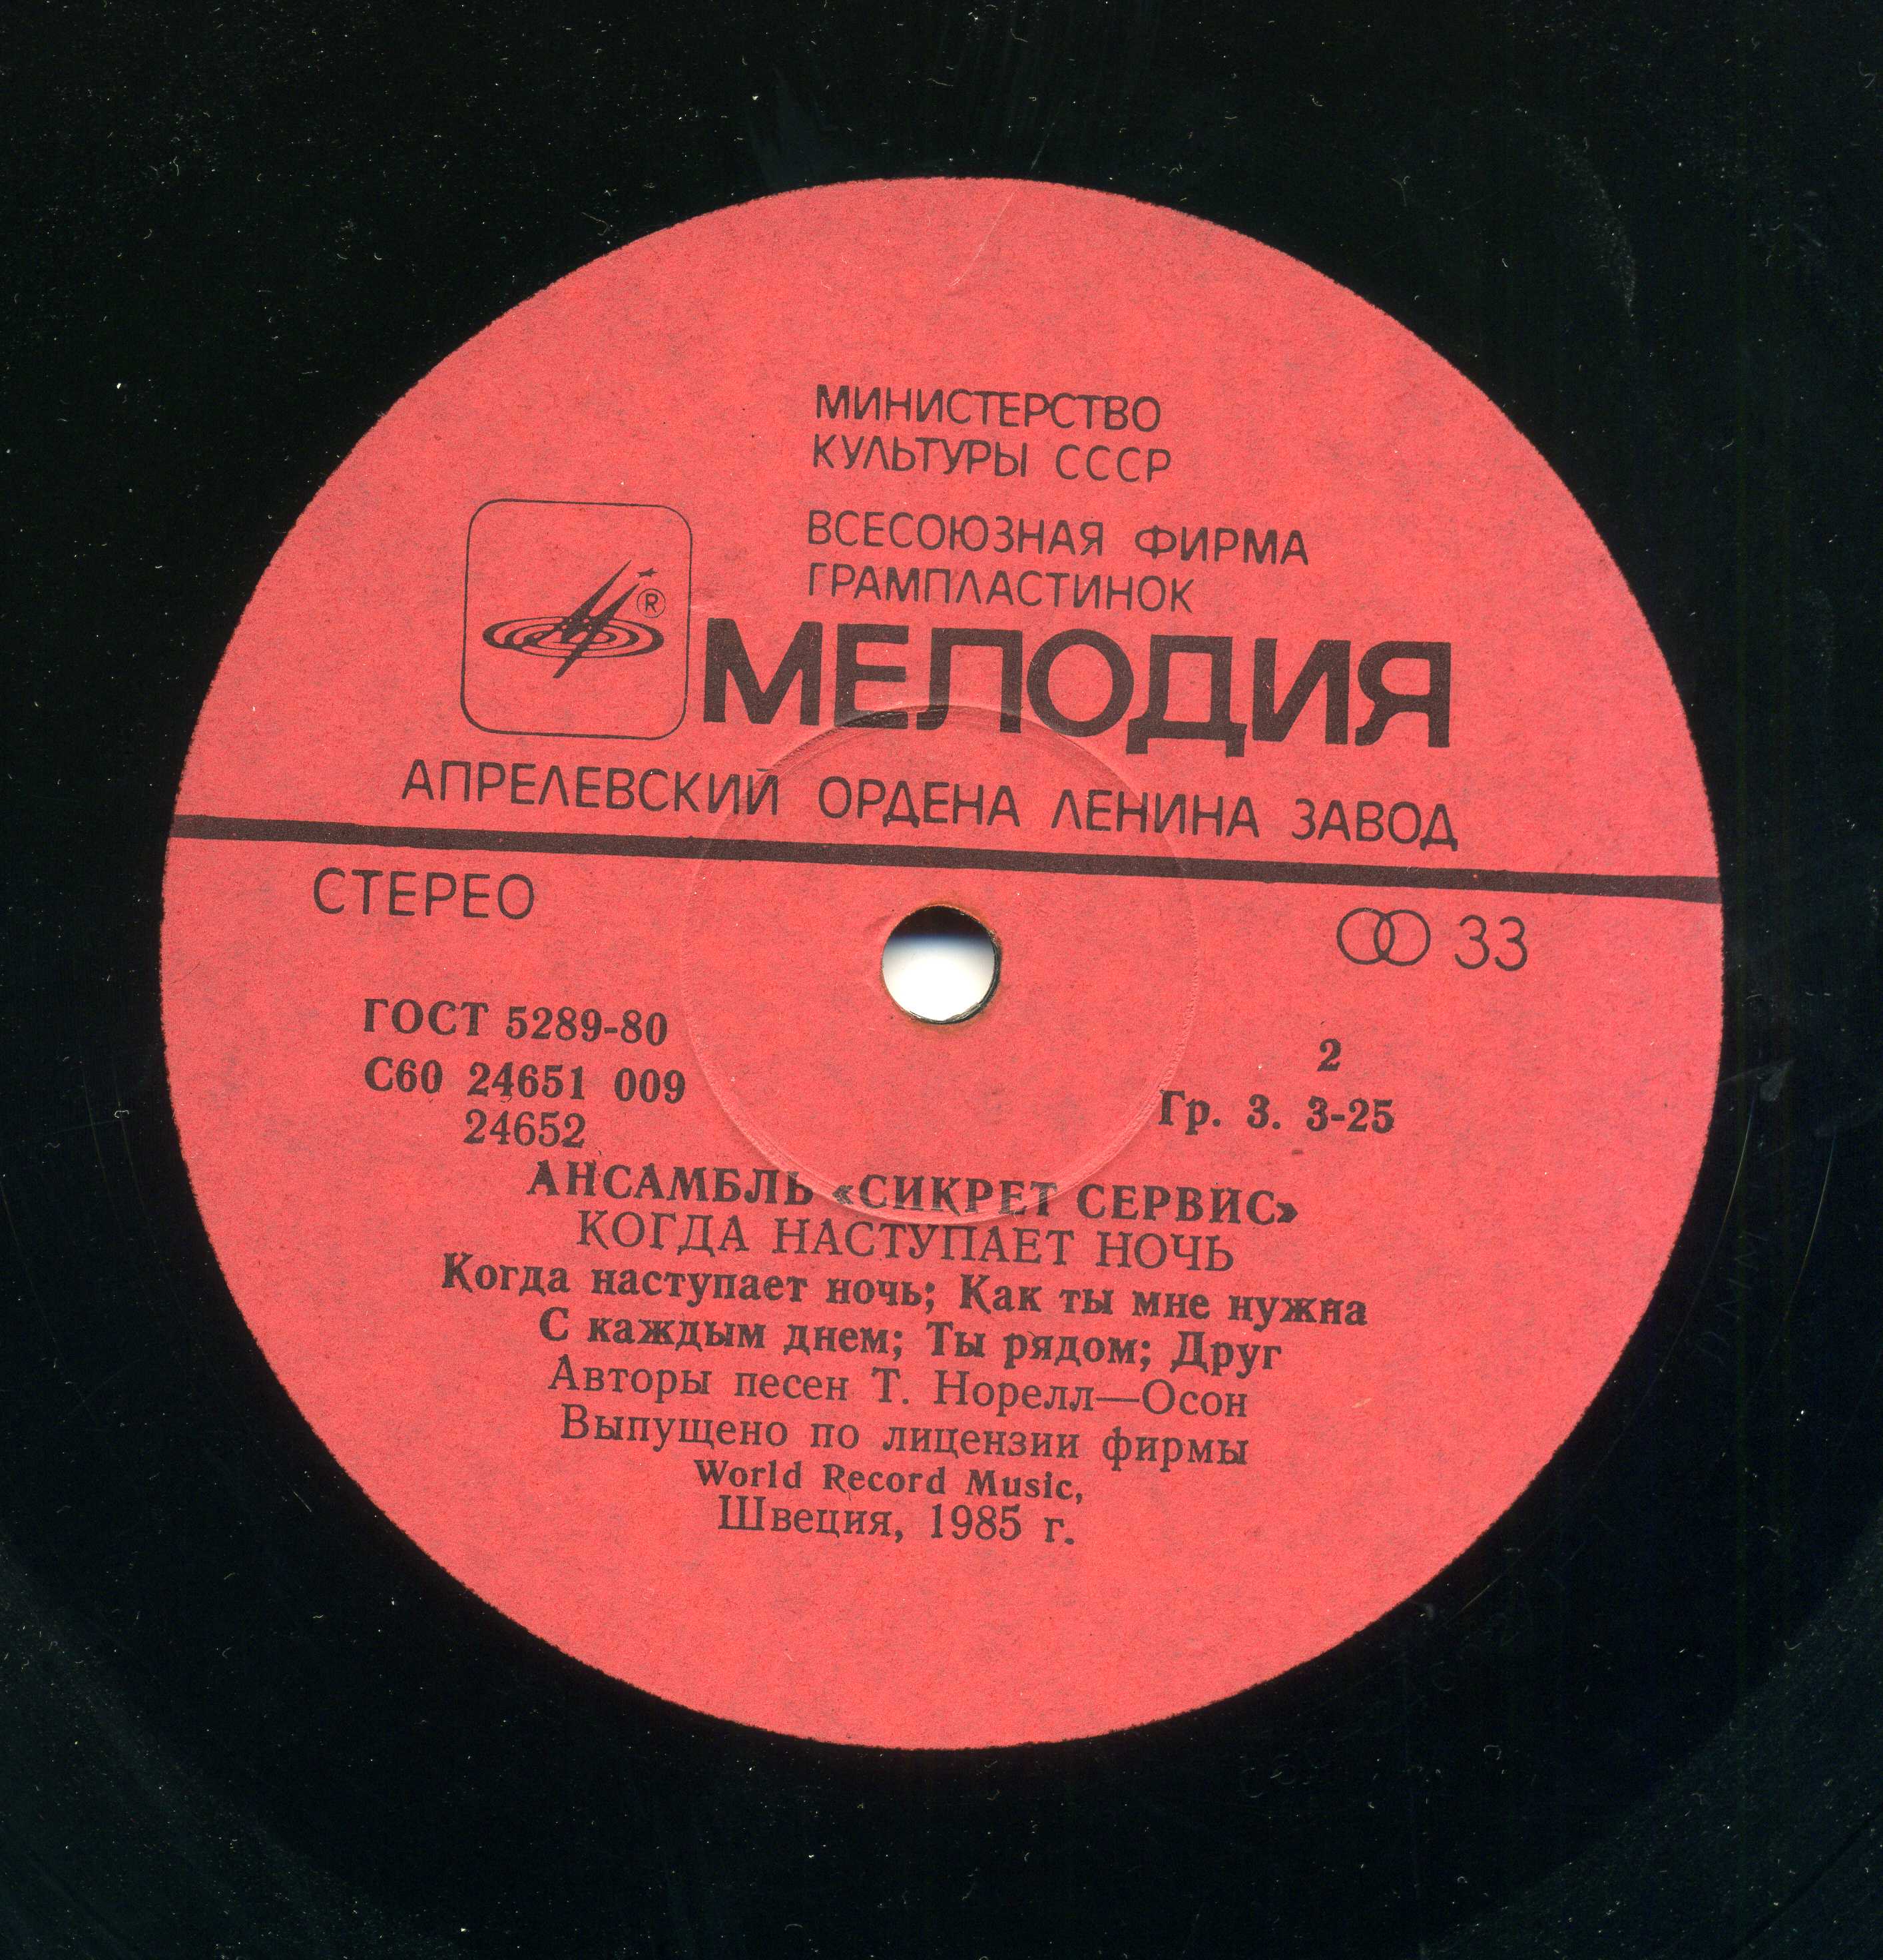 МИНИСТЕРСТВО
КУЛЬТУРЫ СССР
ВСЕСОЮЗНАЯ ФИРМА
ГРАМПЛАСТИНОК
®
МЕЛОДИЯ
АПРЕЛЕВСКИЙ ОРДЕНА ЛЕНИНА ЗАВОД
СТЕРЕО
33
ГОСТ 5289-80
С60 24651 009
24652
2
Гр. 3. 3-25
АНСАМБЛЬ «СИКРЕТ СЕРВИС»
КОГДА НАСТУПАЕТ НОЧЬ
Когда наступает ночь; Как ты мне нужна
С каждым днем; Ты рядом; Друг
Авторы песен Т. Норелл—Осон
Выпущено по лицензии фирмы
World Record Music,
Швеция, 1985 г.